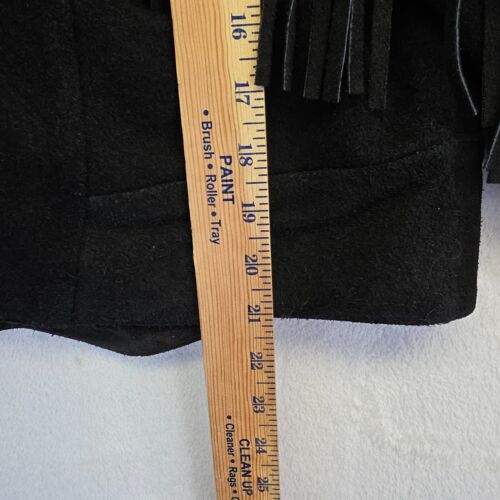 16
17
18
19
20
21
22
23
24
25
PAINT
• Brush • Roller • Tray
CLEAN UP
• Cleaner • Rags •